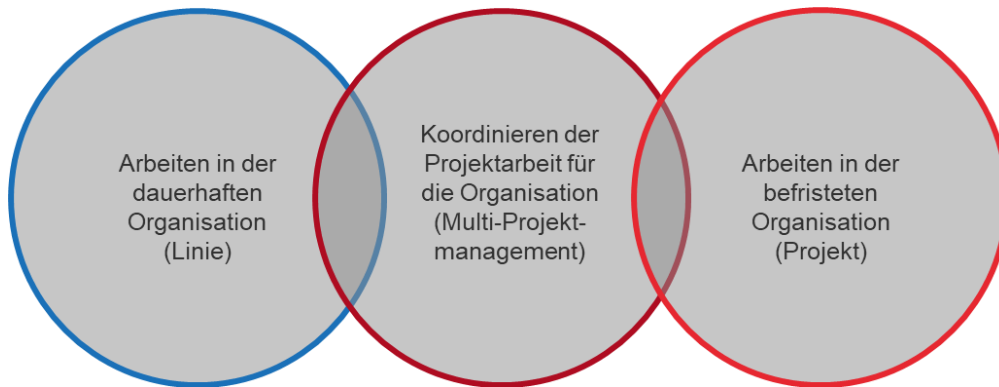 Arbeiten in der
dauerhaften
Organisation
(Linie)
Koordinieren der
Projektarbeit für
die Organisation
(Multi-Projekt-
management)
Arbeiten in der
befristeten
Organisation
(Projekt)